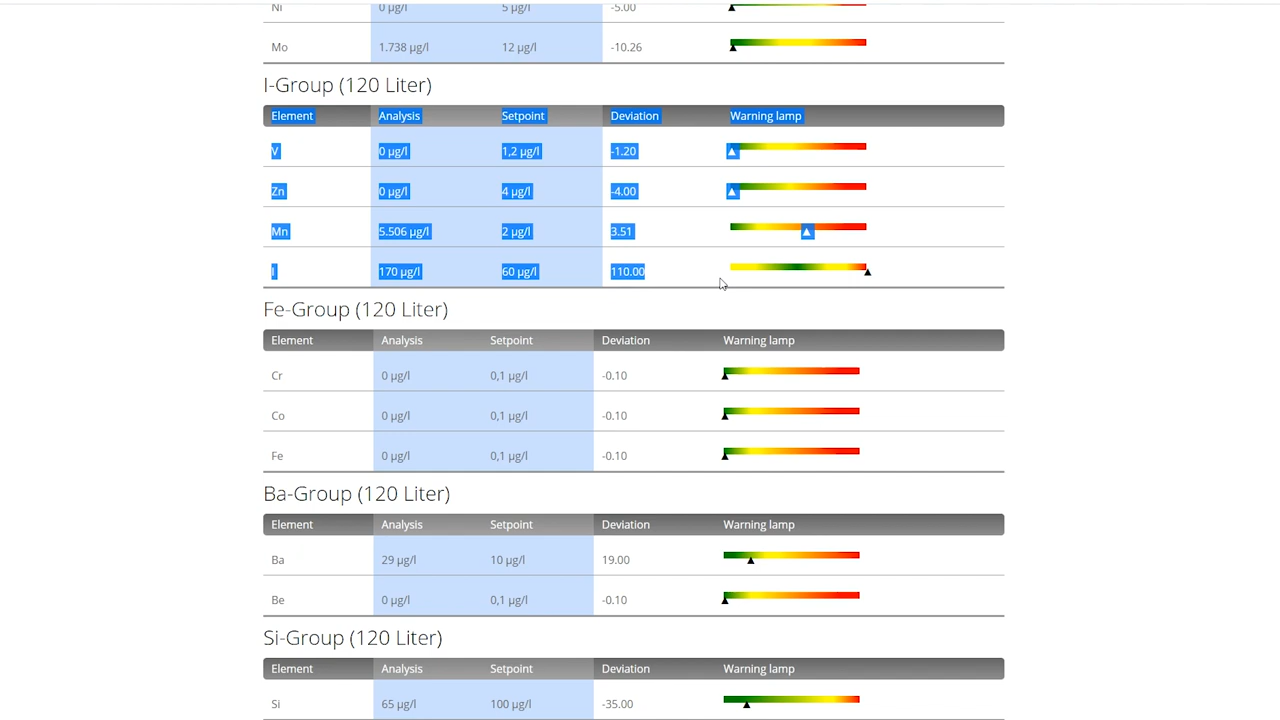 Ni 0 µg/l 5 µg/l -5.00
Mo 1.738 µg/l 12 µg/l -10.26
I-Group (120 Liter)
Element Analysis Setpoint Deviation Warning lamp
V 0 µg/l 1,2 µg/l -1.20
Zn 0 µg/l 4 µg/l -4.00
Mn 5.506 µg/l 2 µg/l 3.51
I 170 µg/l 60 µg/l 110.00
Fe-Group (120 Liter)
Element Analysis Setpoint Deviation Warning lamp
Cr 0 µg/l 0,1 µg/l -0.10
Co 0 µg/l 0,1 µg/l -0.10
Fe 0 µg/l 0,1 µg/l -0.10
Ba-Group (120 Liter)
Element Analysis Setpoint Deviation Warning lamp
Ba 29 µg/l 10 µg/l 19.00
Be 0 µg/l 0,1 µg/l -0.10
Si-Group (120 Liter)
Element Analysis Setpoint Deviation Warning lamp
Si 65 µg/l 100 µg/l -35.00